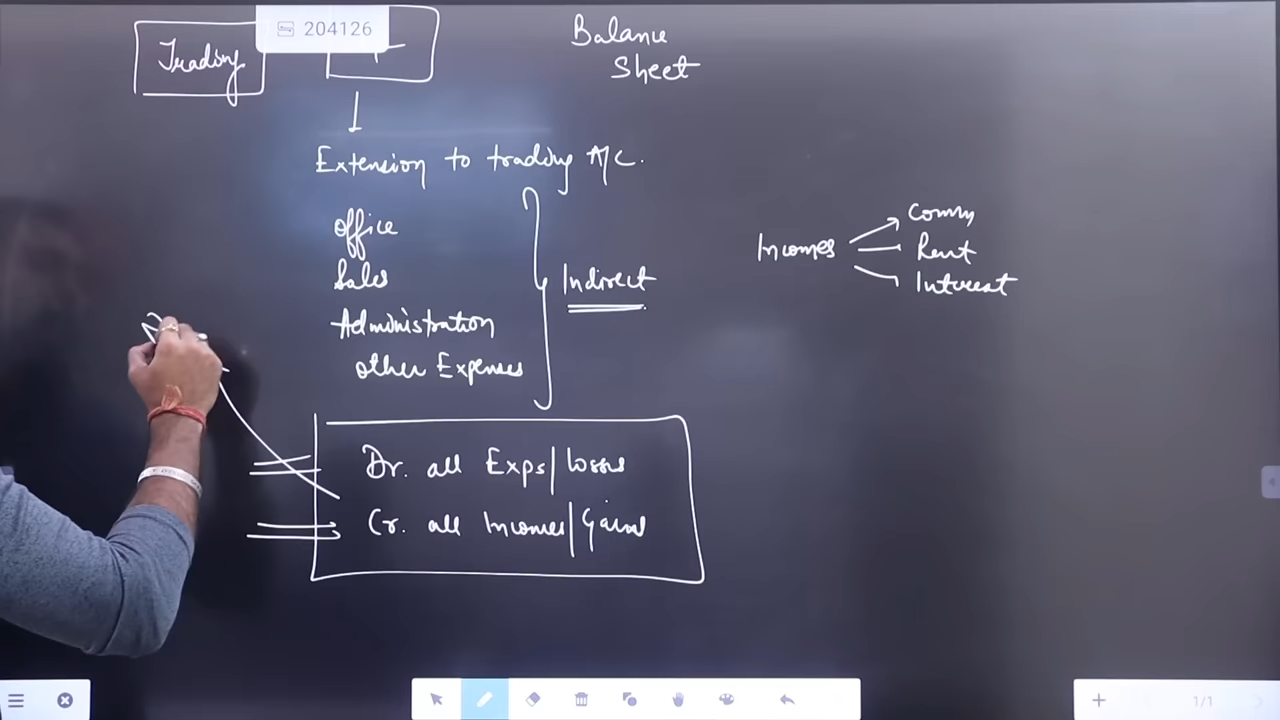 204126
Trading
Balance
Sheet
Extension to trading A/C.
office
Sales
Administration
other Expenses
Indirect
Incomes
Comm
Rent
Interest
Dr. all Exps/Losses
Cr. all Incomes/Gains
1/1